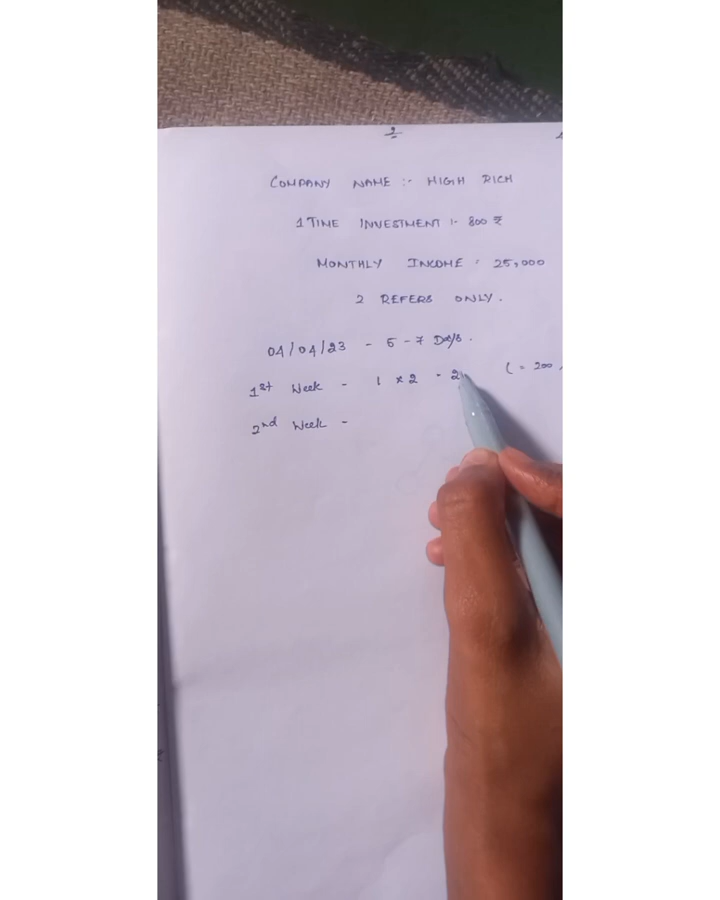 COMPANY NAME :- HIGH RICH
1 TIME INVESTMENT :- 800 ₹
MONTHLY INCOME = 25,000
2 REFERS ONLY.
04/04/23 - 5 - 7 Days.
1st Week - 1 × 2 - 2 ( = 200
2nd Week -